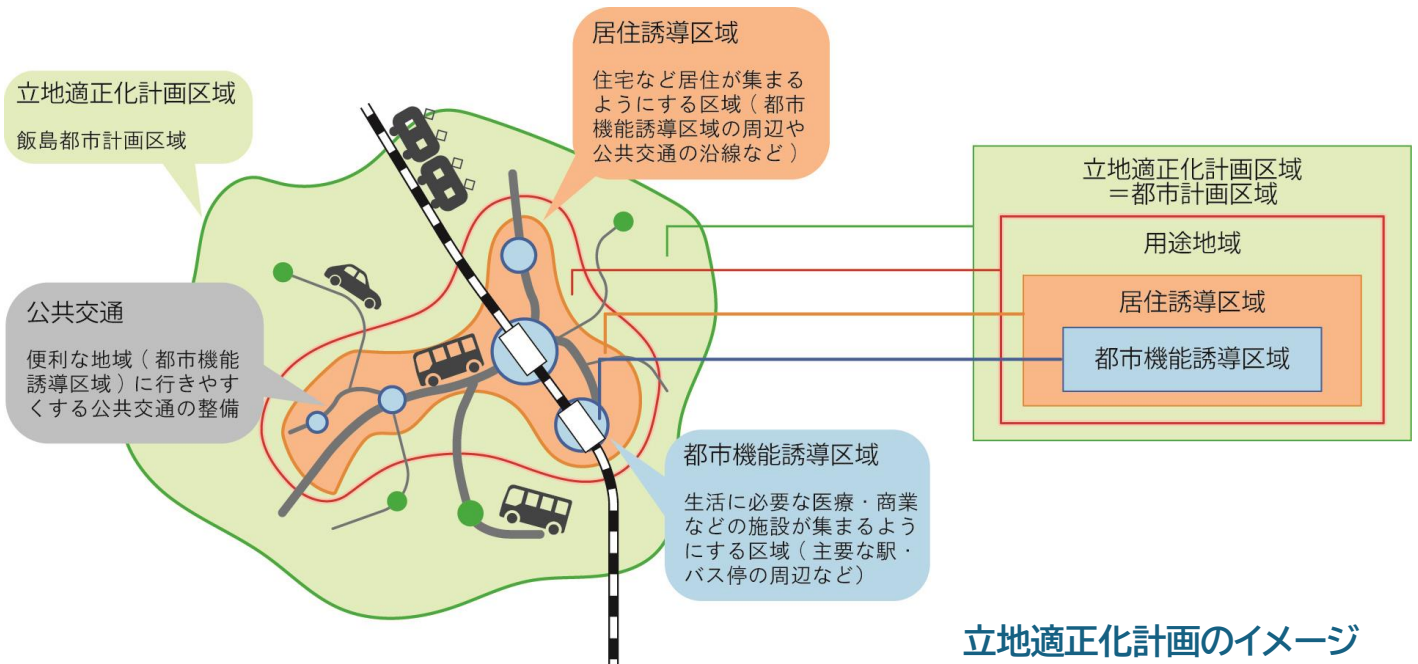 立地適正化計画区域
飯島都市計画区域
居住誘導区域
住宅など居住が集まる
ようにする区域（都市
機能誘導区域の周辺や
公共交通の沿線など）
公共交通
便利な地域（都市機能
誘導区域）に行きやす
くする公共交通の整備
都市機能誘導区域
生活に必要な医療・商業
などの施設が集まるよう
にする区域（主要な駅・
バス停の周辺など）
立地適正化計画区域
＝都市計画区域
用途地域
居住誘導区域
都市機能誘導区域
立地適正化計画のイメージ